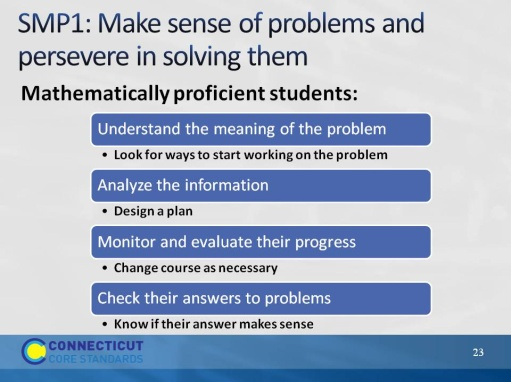 SMP1: Make sense of problems and
persevere in solving them
Mathematically proficient students:
Understand the meaning of the problem
• Look for ways to start working on the problem
Analyze the information
• Design a plan
Monitor and evaluate their progress
• Change course as necessary
Check their answers to problems
• Know if their answer makes sense
CONNECTICUT
CORE STANDARDS
23